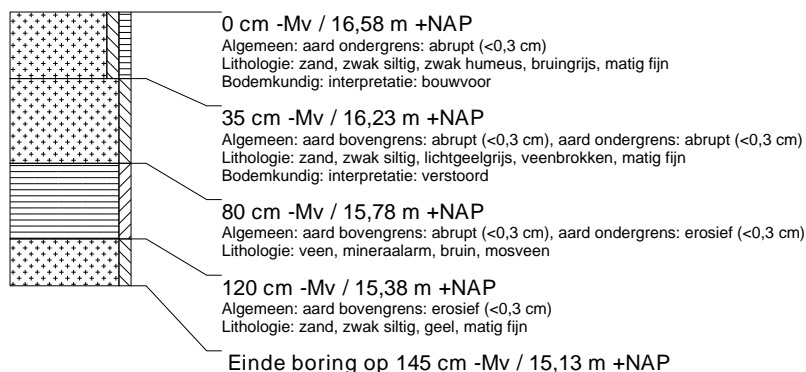 0 cm -Mv / 16,58 m +NAP
Algemeen: aard ondergrens: abrupt (<0,3 cm)
Lithologie: zand, zwak siltig, zwak humeus, bruingrijs, matig fijn
Bodemkundig: interpretatie: bouwvoor
35 cm -Mv / 16,23 m +NAP
Algemeen: aard bovengrens: abrupt (<0,3 cm), aard ondergrens: abrupt (<0,3 cm)
Lithologie: zand, zwak siltig, lichtgeelgrijs, veenbrokken, matig fijn
Bodemkundig: interpretatie: verstoord
80 cm -Mv / 15,78 m +NAP
Algemeen: aard bovengrens: abrupt (<0,3 cm), aard ondergrens: erosief (<0,3 cm)
Lithologie: veen, mineraalarm, bruin, mosveen
120 cm -Mv / 15,38 m +NAP
Algemeen: aard bovengrens: erosief (<0,3 cm)
Lithologie: zand, zwak siltig, geel, matig fijn
Einde boring op 145 cm -Mv / 15,13 m +NAP